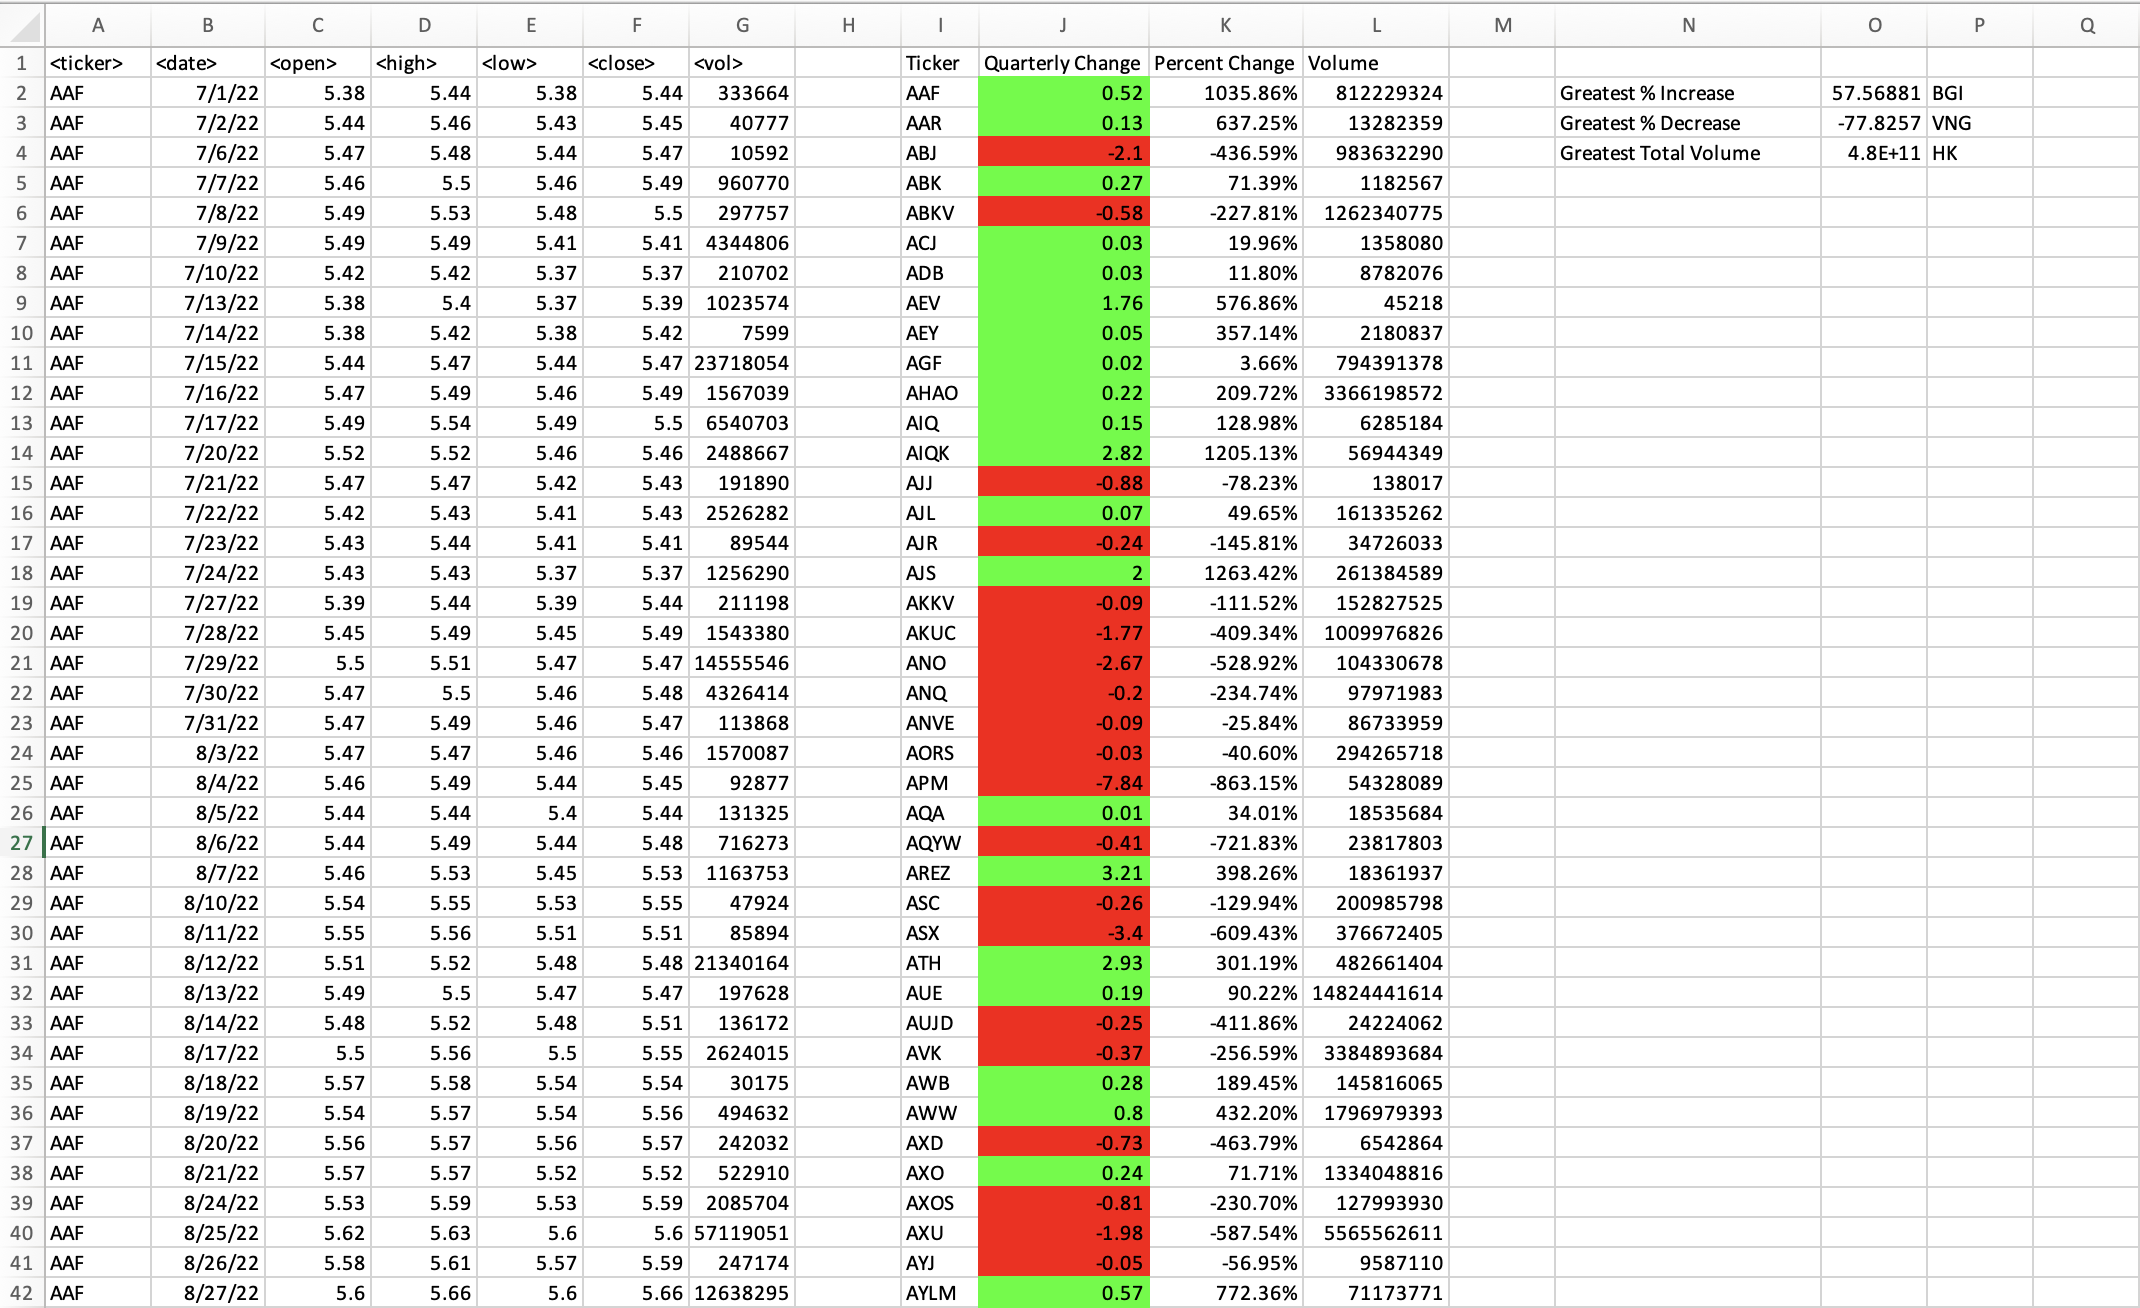 A B C D E F G H I J K L M N O P Q
1 <ticker> <date> <open> <high> <low> <close> <vol> Ticker Quarterly Change Percent Change Volume
2 AAF 7/1/22 5.38 5.44 5.38 5.44 333664 AAF 0.52 1035.86% 812229324 Greatest % Increase 57.56881 BGI
3 AAF 7/2/22 5.44 5.46 5.43 5.45 40777 AAR 0.13 637.25% 13282359 Greatest % Decrease -77.8257 VNG
4 AAF 7/6/22 5.47 5.48 5.44 5.47 10592 ABJ -2.1 -436.59% 983632290 Greatest Total Volume 4.8E+11 HK
5 AAF 7/7/22 5.46 5.5 5.46 5.49 960770 ABK 0.27 71.39% 1182567
6 AAF 7/8/22 5.49 5.53 5.48 5.5 297757 ABKV -0.58 -227.81% 1262340775
7 AAF 7/9/22 5.49 5.49 5.41 5.41 4344806 ACJ 0.03 19.96% 1358080
8 AAF 7/10/22 5.42 5.42 5.37 5.37 210702 ADB 0.03 11.80% 8782076
9 AAF 7/13/22 5.38 5.4 5.37 5.39 1023574 AEV 1.76 576.86% 45218
10 AAF 7/14/22 5.38 5.42 5.38 5.42 7599 AEY 0.05 357.14% 2180837
11 AAF 7/15/22 5.44 5.47 5.44 5.47 23718054 AGF 0.02 3.66% 794391378
12 AAF 7/16/22 5.47 5.49 5.46 5.49 1567039 AHAO 0.22 209.72% 3366198572
13 AAF 7/17/22 5.49 5.54 5.49 5.5 6540703 AIQ 0.15 128.98% 6285184
14 AAF 7/20/22 5.52 5.52 5.46 5.46 2488667 AIQK 2.82 1205.13% 56944349
15 AAF 7/21/22 5.47 5.47 5.42 5.43 191890 AJJ -0.88 -78.23% 138017
16 AAF 7/22/22 5.42 5.43 5.41 5.43 2526282 AJL 0.07 49.65% 161335262
17 AAF 7/23/22 5.43 5.44 5.41 5.41 89544 AJR -0.24 -145.81% 34726033
18 AAF 7/24/22 5.43 5.43 5.37 5.37 1256290 AJS 2 1263.42% 261384589
19 AAF 7/27/22 5.39 5.44 5.39 5.44 211198 AKKV -0.09 -111.52% 152827525
20 AAF 7/28/22 5.45 5.49 5.45 5.49 1543380 AKUC -1.77 -409.34% 1009976826
21 AAF 7/29/22 5.5 5.51 5.47 5.47 14555546 ANO -2.67 -528.92% 104330678
22 AAF 7/30/22 5.47 5.5 5.46 5.48 4326414 ANQ -0.2 -234.74% 97971983
23 AAF 7/31/22 5.47 5.49 5.46 5.47 113868 ANVE -0.09 -25.84% 86733959
24 AAF 8/3/22 5.47 5.47 5.46 5.46 1570087 AORS -0.03 -40.60% 294265718
25 AAF 8/4/22 5.46 5.49 5.44 5.45 92877 APM -7.84 -863.15% 54328089
26 AAF 8/5/22 5.44 5.44 5.4 5.44 131325 AQA 0.01 34.01% 18535684
27 AAF 8/6/22 5.44 5.49 5.44 5.48 716273 AQYW -0.41 -721.83% 23817803
28 AAF 8/7/22 5.46 5.53 5.45 5.53 1163753 AREZ 3.21 398.26% 18361937
29 AAF 8/10/22 5.54 5.55 5.53 5.55 47924 ASC -0.26 -129.94% 200985798
30 AAF 8/11/22 5.55 5.56 5.51 5.51 85894 ASX -3.4 -609.43% 376672405
31 AAF 8/12/22 5.51 5.52 5.48 5.48 21340164 ATH 2.93 301.19% 482661404
32 AAF 8/13/22 5.49 5.5 5.47 5.47 197628 AUE 0.19 90.22% 14824441614
33 AAF 8/14/22 5.48 5.52 5.48 5.51 136172 AUJD -0.25 -411.86% 24224062
34 AAF 8/17/22 5.5 5.56 5.5 5.55 2624015 AVK -0.37 -256.59% 3384893684
35 AAF 8/18/22 5.57 5.58 5.54 5.54 30175 AWB 0.28 189.45% 145816065
36 AAF 8/19/22 5.54 5.57 5.54 5.56 494632 AWW 0.8 432.20% 1796979393
37 AAF 8/20/22 5.56 5.57 5.56 5.57 242032 AXD -0.73 -463.79% 6542864
38 AAF 8/21/22 5.57 5.57 5.52 5.52 522910 AXO 0.24 71.71% 1334048816
39 AAF 8/24/22 5.53 5.59 5.53 5.59 2085704 AXOS -0.81 -230.70% 127993930
40 AAF 8/25/22 5.62 5.63 5.6 5.6 57119051 AXU -1.98 -587.54% 5565562611
41 AAF 8/26/22 5.58 5.61 5.57 5.59 247174 AYJ -0.05 -56.95% 9587110
42 AAF 8/27/22 5.6 5.66 5.6 5.66 12638295 AYLM 0.57 772.36% 71173771